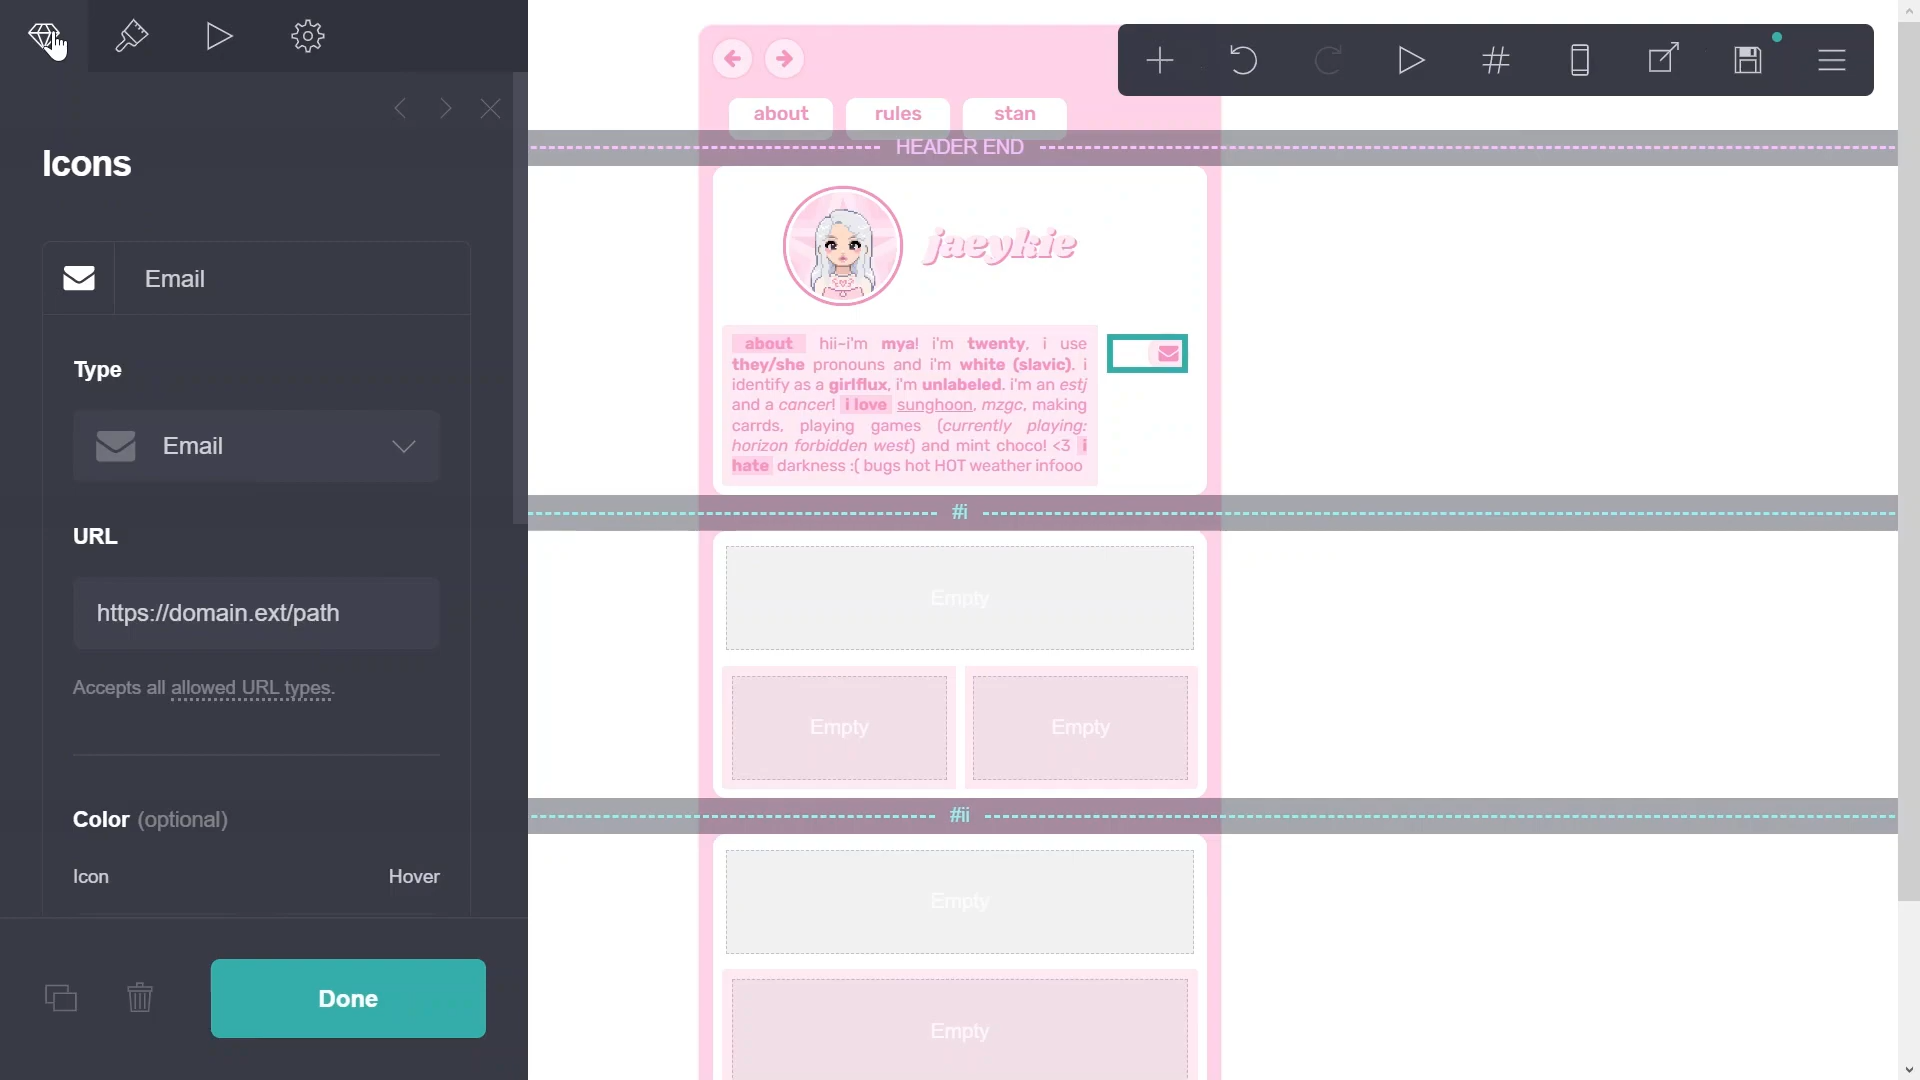 Icons
Email
Type
Email
URL
https://domain.ext/path
Accepts all allowed URL types.
Color (optional)
Icon
Hover
Done
about
rules
stan
HEADER END
jaeykie
about hii~i'm mya! i'm twenty, i use
they/she pronouns and i'm white (slavic). i
identify as a girlflux, i'm unlabeled. i'm an estj
and a cancer! i love sunghoon, mzgc, making
carrds, playing games (currently playing:
horizon forbidden west) and mint choco! <3 i
hate darkness :( bugs hot HOT weather infooo
#i
Empty
Empty
Empty
#ii
Empty
Empty